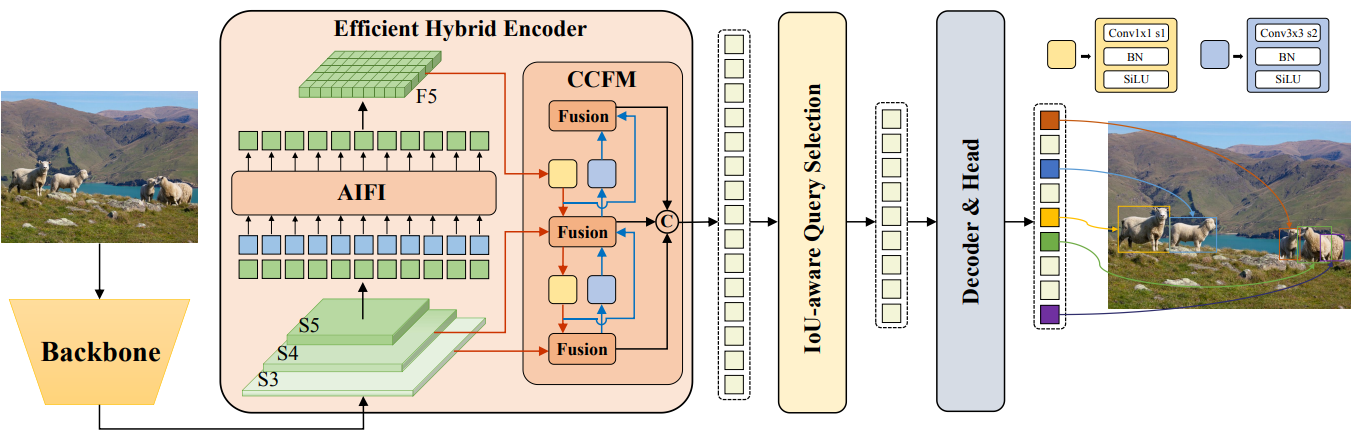 Efficient Hybrid Encoder
F5
AIFI
S5
S4
S3
Backbone
CCFM
Fusion
Fusion
Fusion
C
IoU-aware Query Selection
Decoder & Head
Conv1x1 s1
BN
SiLU
Conv3x3 s2
BN
SiLU